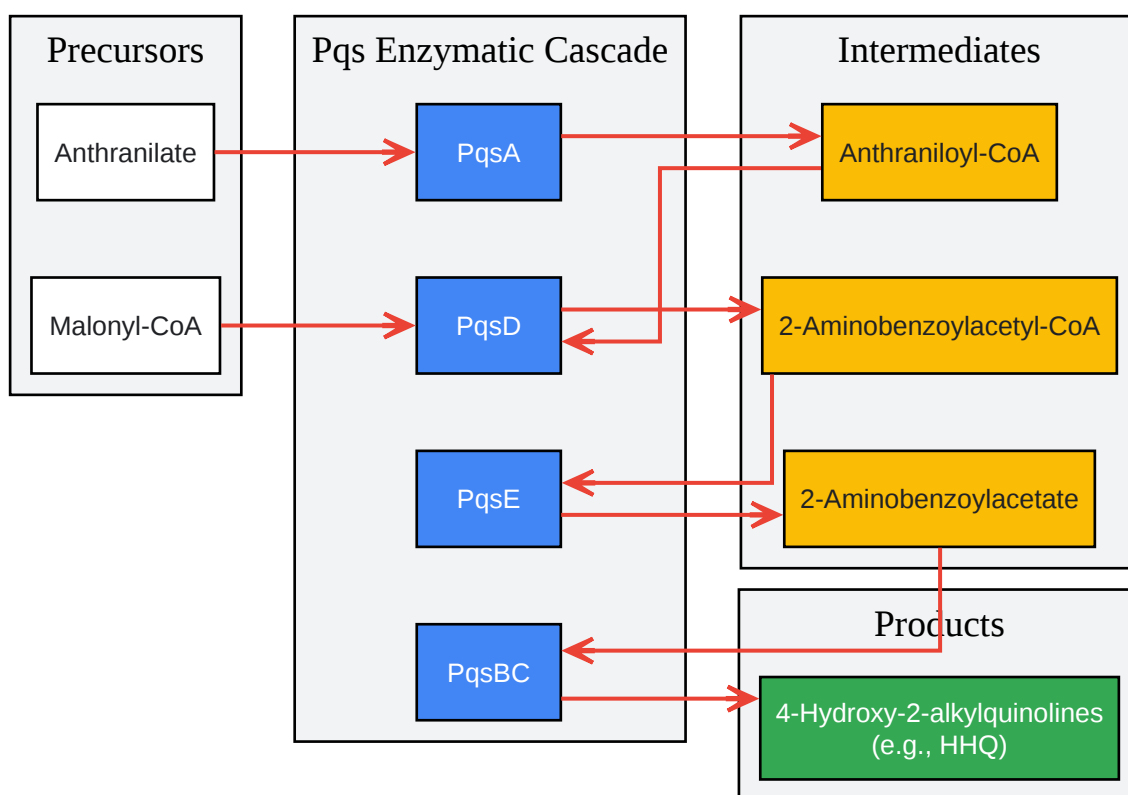 Precursors
Pqs Enzymatic Cascade
Intermediates
Anthranilate
PqsA
Anthraniloyl-CoA
Malonyl-CoA
PqsD
2-Aminobenzoylacetyl-CoA
PqsE
2-Aminobenzoylacetate
Products
PqsBC
4-Hydroxy-2-alkylquinolines
(e.g., HHQ)